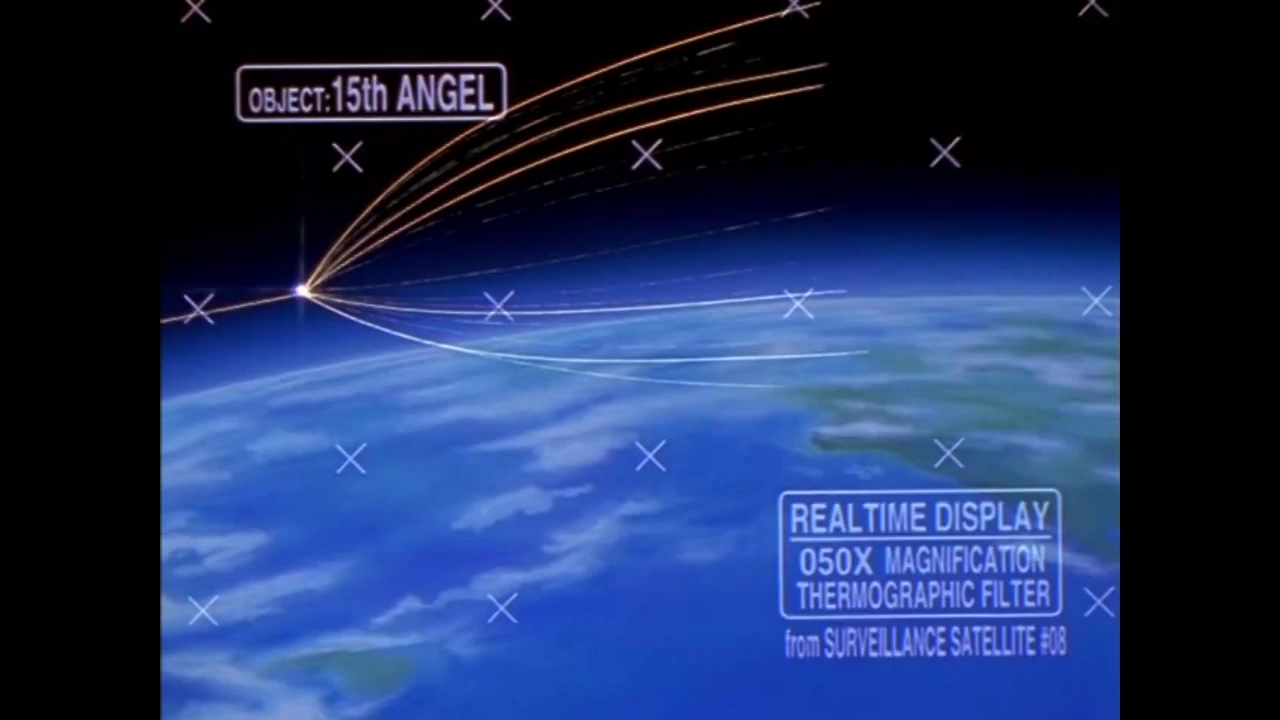 OBJECT:15th ANGEL
REALTIME DISPLAY
050X MAGNIFICATION
THERMOGRAPHIC FILTER
from SURVEILLANCE SATELLITE #08